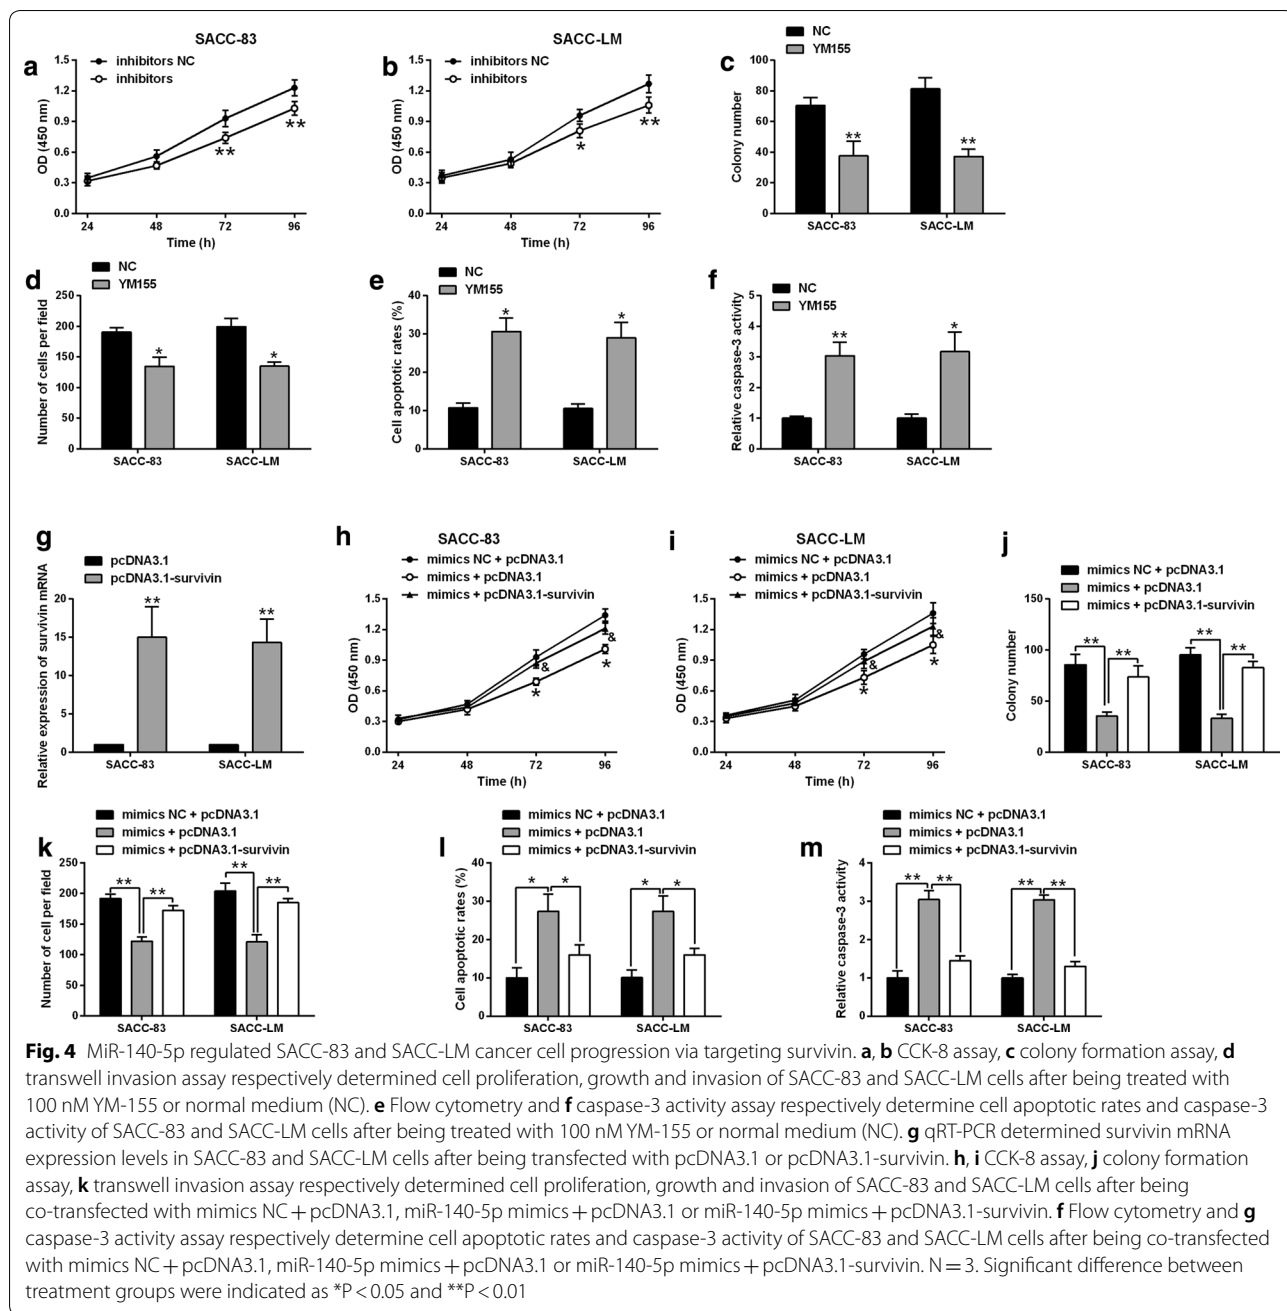 SACC-83
a
inhibitors NC
inhibitors
OD (450 nm)
1.5
1.2
0.9
0.6
0.3
0.0
**
**
24 48 72 96
Time (h)
SACC-LM
b
inhibitors NC
inhibitors
OD (450 nm)
1.5
1.2
0.9
0.6
0.3
0.0
*
**
24 48 72 96
Time (h)
c
NC
YM155
Colony number
100
80
60
40
20
0
**
**
SACC-83 SACC-LM
d
NC
YM155
Number of cells per field
250
200
150
100
50
0
*
*
SACC-83 SACC-LM
e
NC
YM155
Cell apoptotic rates (%)
40
30
20
10
0
*
*
SACC-83 SACC-LM
f
NC
YM155
Relative caspase-3 activity
5
4
3
2
1
0
**
*
SACC-83 SACC-LM
g
pcDNA3.1
pcDNA3.1-survivin
Relative expression of survivin mRNA
20
15
10
5
0
**
**
SACC-83 SACC-LM
h
SACC-83
mimics NC + pcDNA3.1
mimics + pcDNA3.1
mimics + pcDNA3.1-survivin
OD (450 nm)
1.5
1.2
0.9
0.6
0.3
0.0
&
*
&
*
24 48 72 96
Time (h)
i
SACC-LM
mimics NC + pcDNA3.1
mimics + pcDNA3.1
mimics + pcDNA3.1-survivin
OD (450 nm)
1.5
1.2
0.9
0.6
0.3
0.0
&
*
&
*
24 48 72 96
Time (h)
j
mimics NC + pcDNA3.1
mimics + pcDNA3.1
mimics + pcDNA3.1-survivin
Colony number
150
100
50
0
** **
** **
SACC-83 SACC-LM
k
mimics NC + pcDNA3.1
mimics + pcDNA3.1
mimics + pcDNA3.1-survivin
Number of cell per field
250
200
150
100
50
0
** **
** **
SACC-83 SACC-LM
l
mimics NC + pcDNA3.1
mimics + pcDNA3.1
mimics + pcDNA3.1-survivin
Cell apoptotic rates (%)
40
30
20
10
0
* *
* *
SACC-83 SACC-LM
m
mimics NC + pcDNA3.1
mimics + pcDNA3.1
mimics + pcDNA3.1-survivin
Relative caspase-3 activity
4
3
2
1
0
** **
** **
SACC-83 SACC-LM
Fig. 4 MiR-140-5p regulated SACC-83 and SACC-LM cancer cell progression via targeting survivin. a, b CCK-8 assay, c colony formation assay, d
transwell invasion assay respectively determined cell proliferation, growth and invasion of SACC-83 and SACC-LM cells after being treated with
100 nM YM-155 or normal medium (NC). e Flow cytometry and f caspase-3 activity assay respectively determine cell apoptotic rates and caspase-3
activity of SACC-83 and SACC-LM cells after being treated with 100 nM YM-155 or normal medium (NC). g qRT-PCR determined survivin mRNA
expression levels in SACC-83 and SACC-LM cells after being transfected with pcDNA3.1 or pcDNA3.1-survivin. h, i CCK-8 assay, j colony formation
assay, k transwell invasion assay respectively determined cell proliferation, growth and invasion of SACC-83 and SACC-LM cells after being
co-transfected with mimics NC + pcDNA3.1, miR-140-5p mimics + pcDNA3.1 or miR-140-5p mimics + pcDNA3.1-survivin. f Flow cytometry and g
caspase-3 activity assay respectively determine cell apoptotic rates and caspase-3 activity of SACC-83 and SACC-LM cells after being co-transfected
with mimics NC + pcDNA3.1, miR-140-5p mimics + pcDNA3.1 or miR-140-5p mimics + pcDNA3.1-survivin. N = 3. Significant difference between
treatment groups were indicated as *P < 0.05 and **P < 0.01